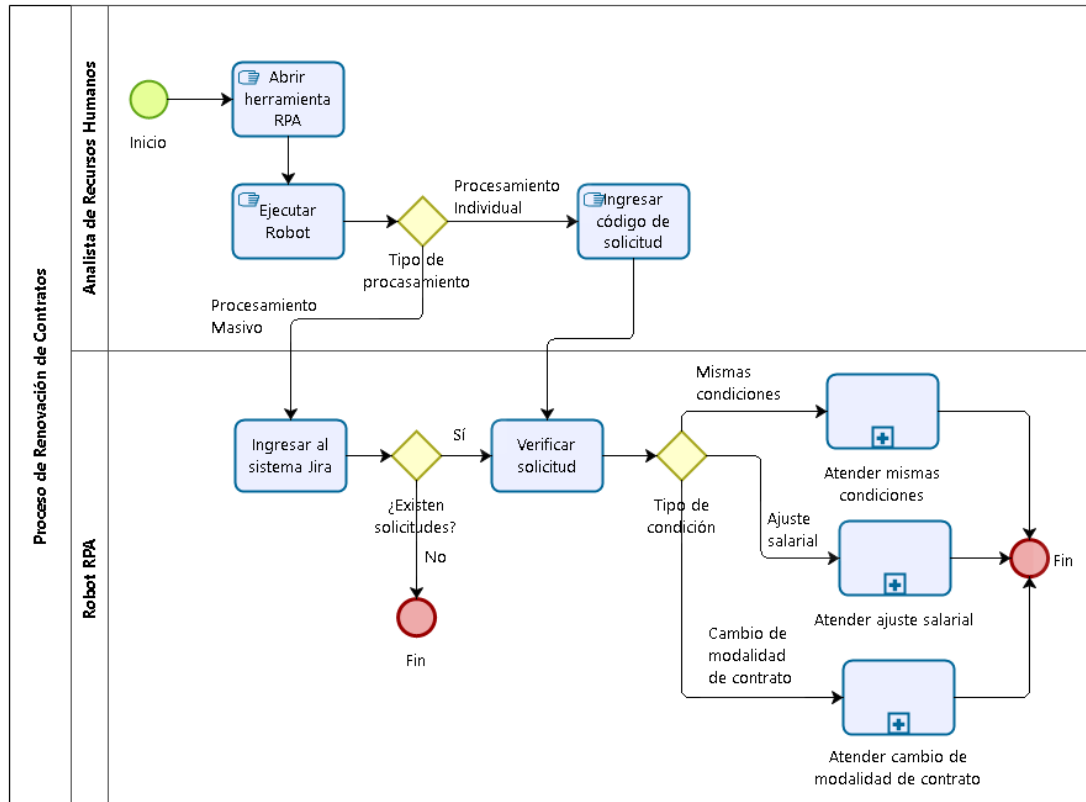 Proceso de Renovación de Contratos
Analista de Recursos Humanos
Inicio
Abrir
herramienta
RPA
Ejecutar
Robot
Tipo de
procasamiento
Procesamiento
Individual
Ingresar
código de
solicitud
Procesamiento
Masivo
Robot RPA
Ingresar al
sistema Jira
¿Existen
solicitudes?
Sí
No
Fin
Verificar
solicitud
Tipo de
condición
Mismas
condiciones
Atender mismas
condiciones
Ajuste
salarial
Atender ajuste salarial
Cambio de
modalidad
de contrato
Atender cambio de
modalidad de contrato
Fin